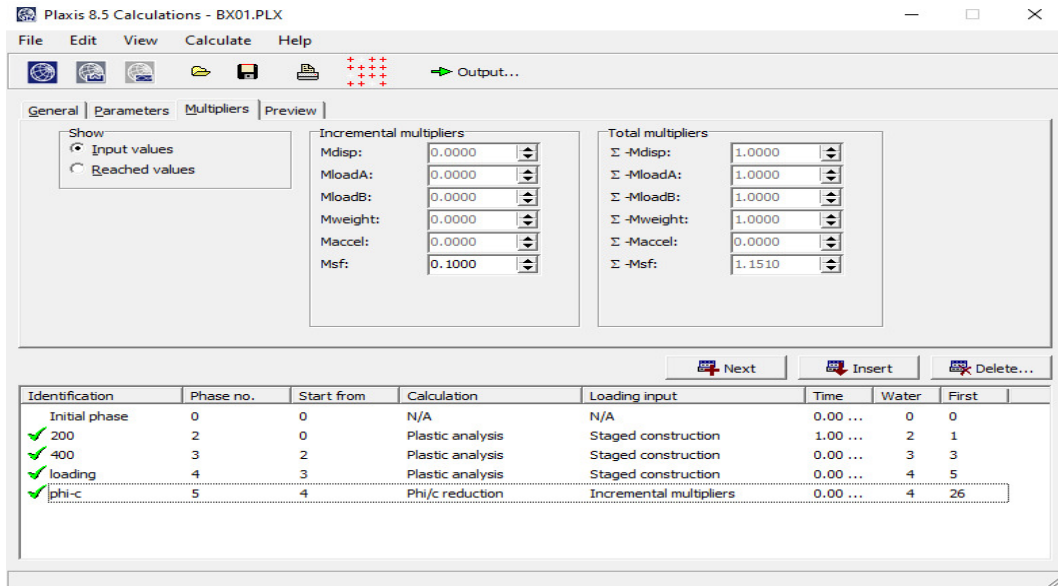 Plaxis 8.5 Calculations - BX01.PLX
File Edit View Calculate Help
Output...
General Parameters Multipliers Preview
Show
Input values
Reached values
Incremental multipliers
Mdisp: 0.0000
MloadA: 0.0000
MloadB: 0.0000
Mweight: 0.0000
Maccel: 0.0000
Msf: 0.1000
Total multipliers
Σ -Mdisp: 1.0000
Σ -MloadA: 1.0000
Σ -MloadB: 1.0000
Σ -Mweight: 1.0000
Σ -Maccel: 0.0000
Σ -Msf: 1.1510
Next Insert Delete...
Identification Phase no. Start from Calculation Loading input Time Water First
Initial phase 0 0 N/A N/A 0.00 ... 0 0
200 2 0 Plastic analysis Staged construction 1.00 ... 2 1
400 3 2 Plastic analysis Staged construction 0.00 ... 3 3
loading 4 3 Plastic analysis Staged construction 0.00 ... 4 5
phi-c 5 4 Phi/c reduction Incremental multipliers 0.00 ... 4 26